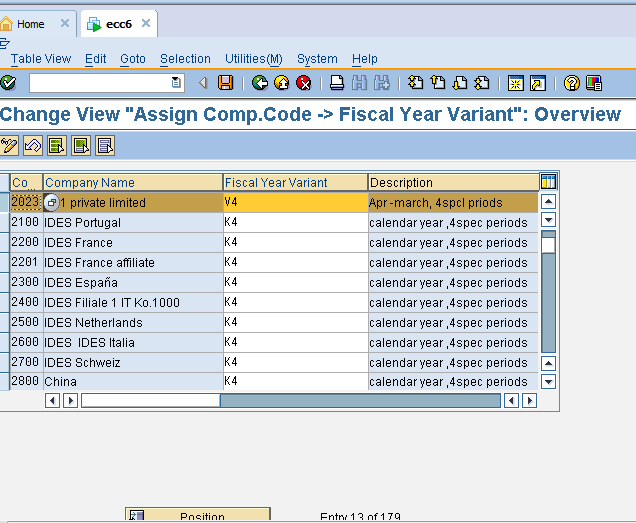 Home ecc6
Table View Edit Goto Selection Utilities(M) System Help
Change View "Assign Comp.Code -> Fiscal Year Variant": Overview
Co... Company Name Fiscal Year Variant Description
2023 1 private limited V4 Apr -march, 4spcl priods
2100 IDES Portugal K4 calendar year ,4spec periods
2200 IDES France K4 calendar year ,4spec periods
2201 IDES France affiliate K4 calendar year ,4spec periods
2300 IDES España K4 calendar year ,4spec periods
2400 IDES Filiale 1 IT Ko.1000 K4 calendar year ,4spec periods
2500 IDES Netherlands K4 calendar year ,4spec periods
2600 IDES IDES Italia K4 calendar year ,4spec periods
2700 IDES Schweiz K4 calendar year ,4spec periods
2800 China K4 calendar year ,4spec periods
Position Entry 13 of 179